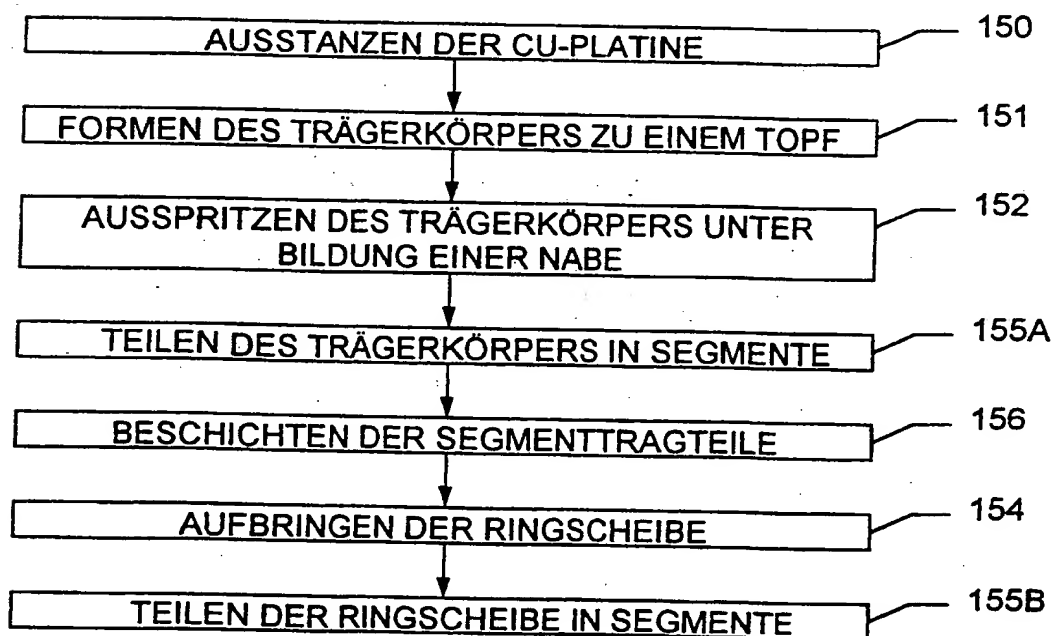 AUSSTANZEN DER CU-PLATINE
150
FORMEN DES TRÄGERKÖRPERS ZU EINEM TOPF
151
AUSSPRITZEN DES TRÄGERKÖRPERS UNTER
BILDUNG EINER NABE
152
TEILEN DES TRÄGERKÖRPERS IN SEGMENTE
155A
BESCHICHTEN DER SEGMENTTRAGTEILE
156
AUFBRINGEN DER RINGSCHEIBE
154
TEILEN DER RINGSCHEIBE IN SEGMENTE
155B